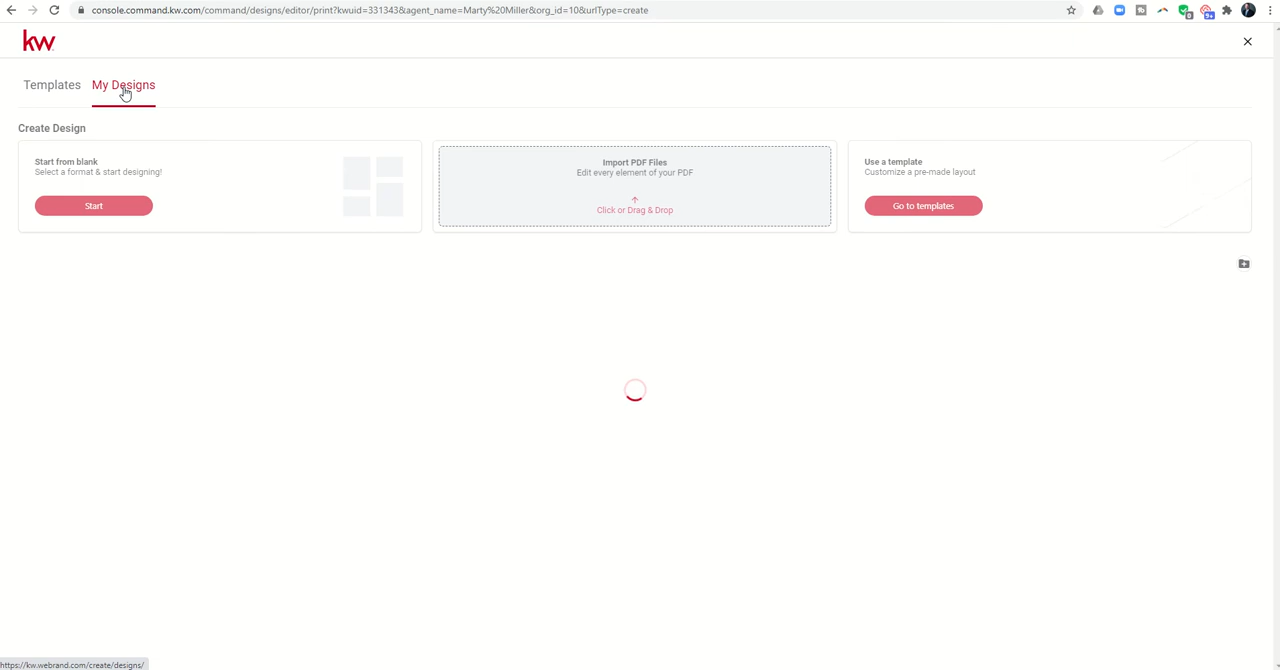 console.command.kw.com/command/designs/editor/print?kwuid=331343&agent_name=Marty%20Miller&org_id=10&urlType=create
8
9+
kw
Templates My Designs
Create Design
Start from blank
Select a format & start designing!
Start
Import PDF Files
Edit every element of your PDF
Click or Drag & Drop
Use a template
Customize a pre-made layout
Go to templates
https://kw.webrand.com/create/designs/